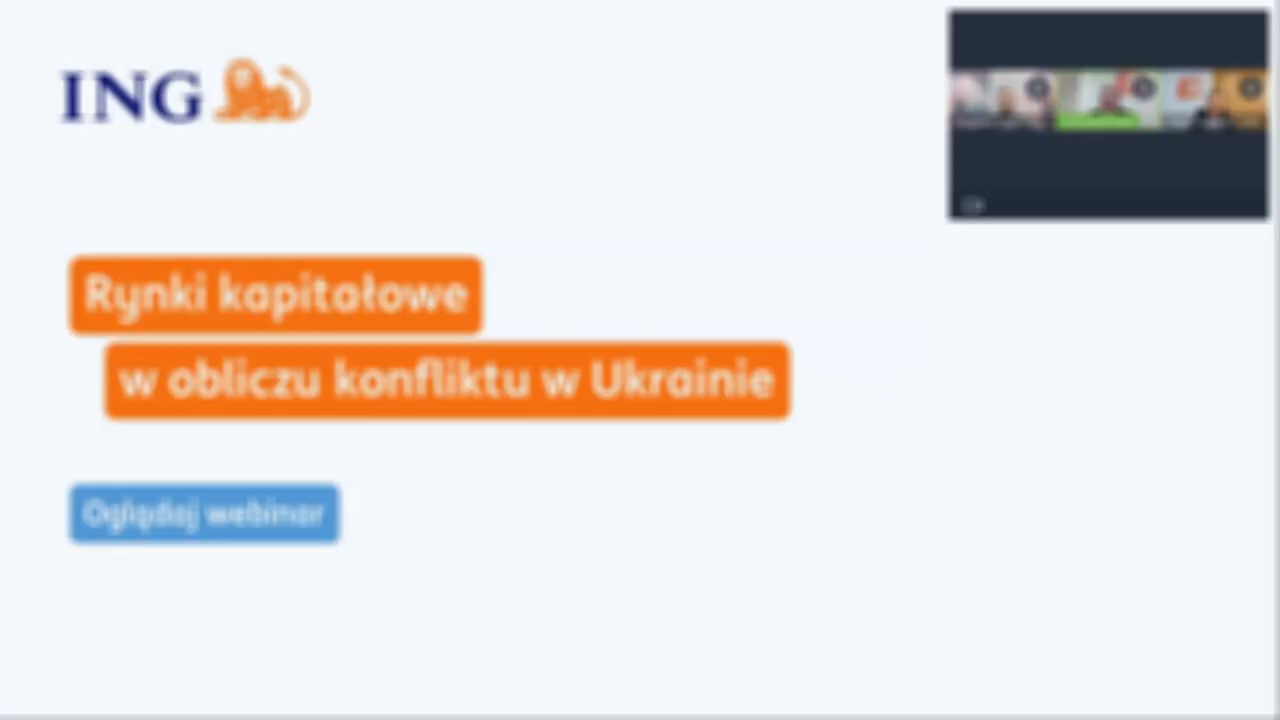 ING
Rynki kapitałowe
w obliczu konfliktu w Ukrainie
Oglądaj webinar